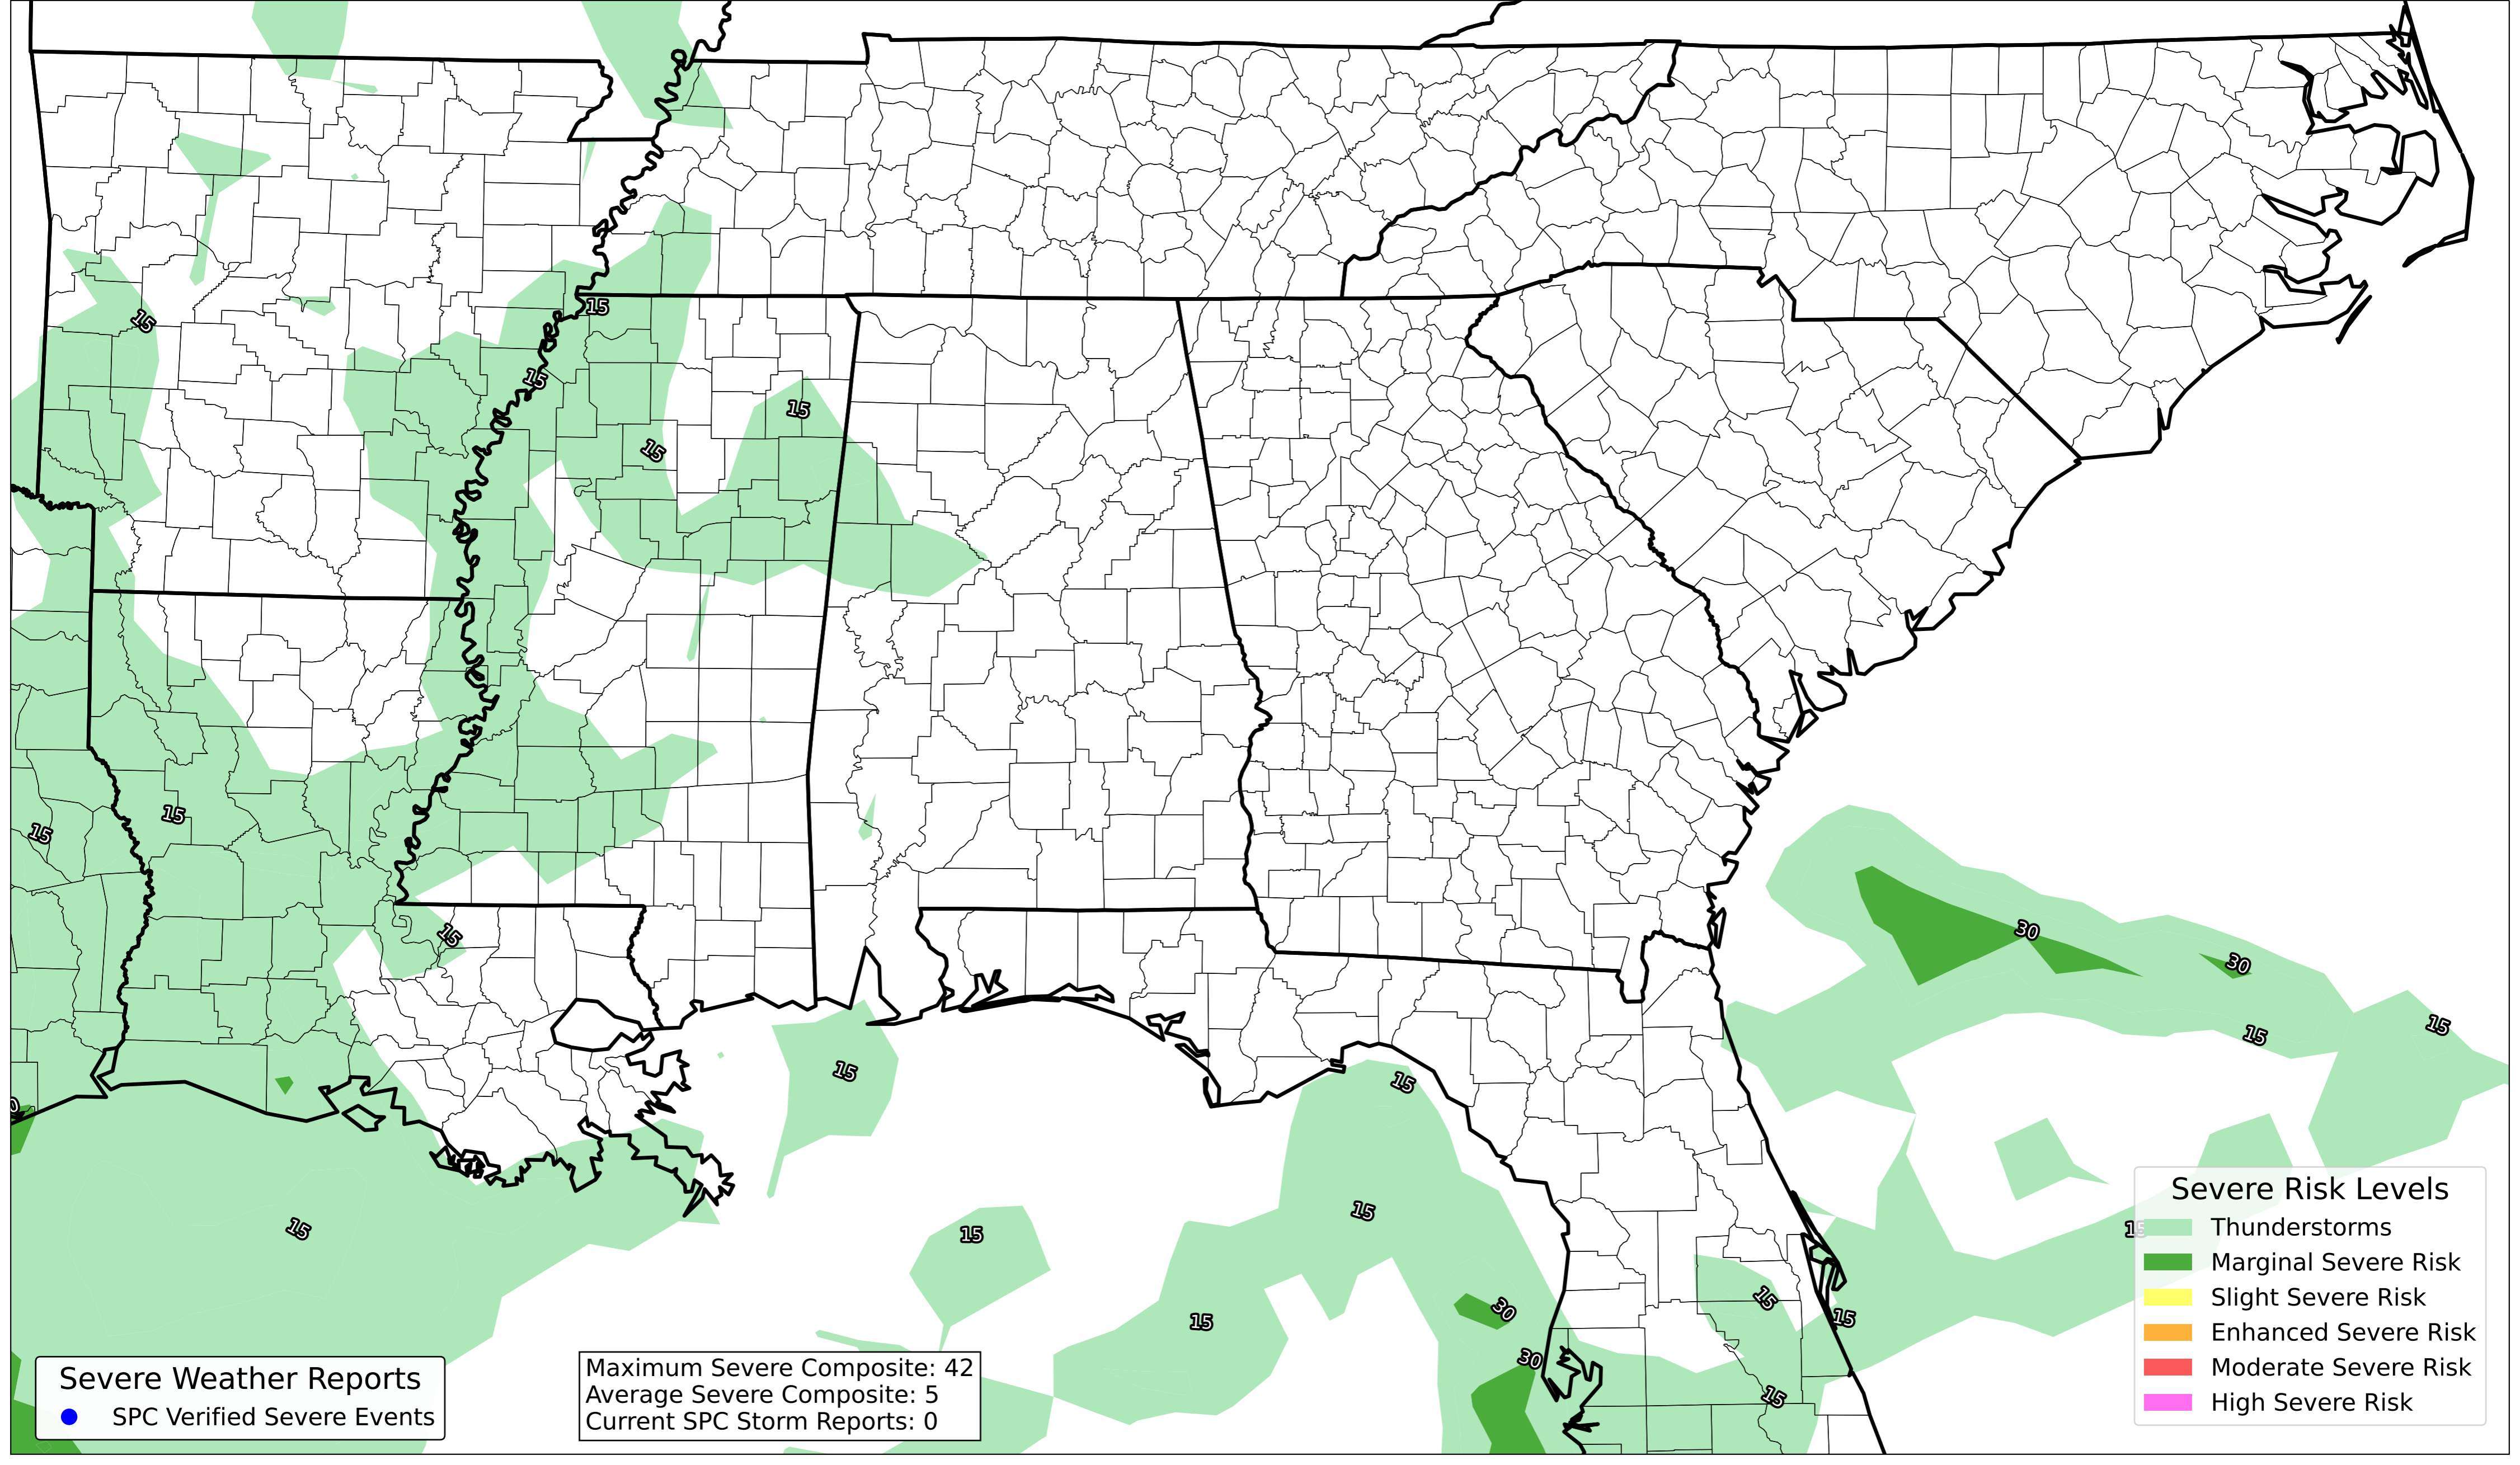 15
15
15
15
15
15
15
15
30
30
15
15
15
15
15
15
15
15
15
30
15
15
30
15
Severe Risk Levels
Thunderstorms
Marginal Severe Risk
Slight Severe Risk
Enhanced Severe Risk
Moderate Severe Risk
High Severe Risk
Severe Weather Reports
SPC Verified Severe Events
Maximum Severe Composite: 42
Average Severe Composite: 5
Current SPC Storm Reports: 0